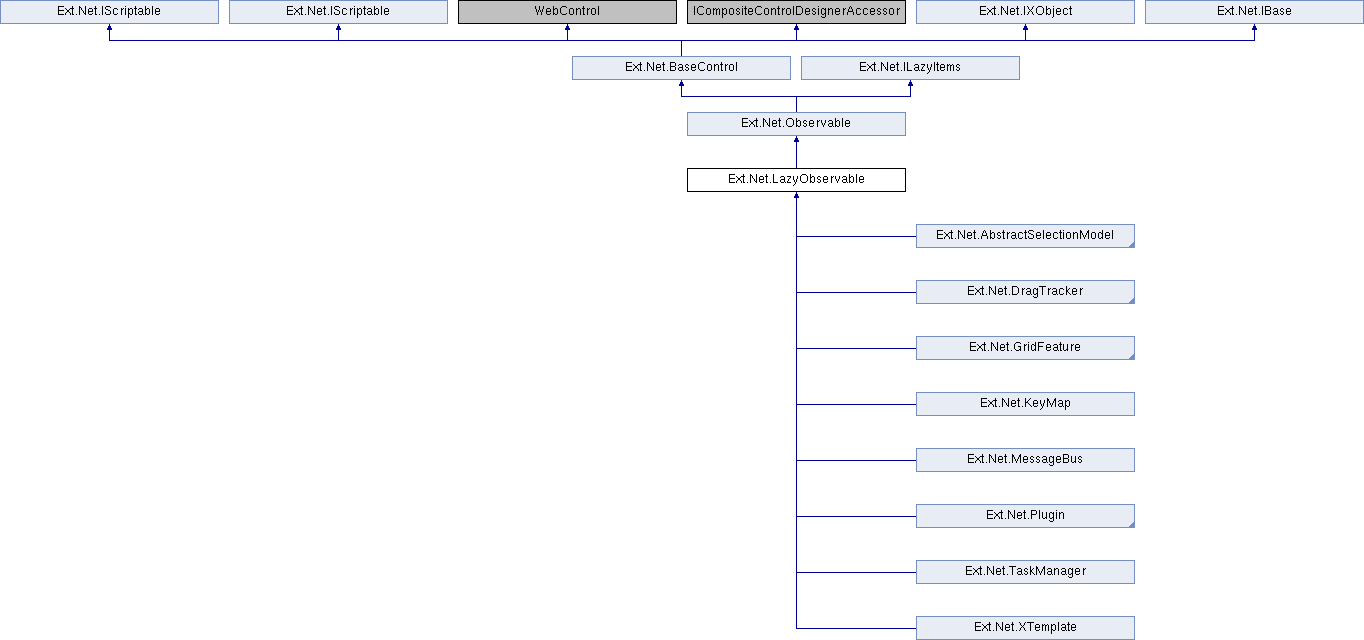 Ext.Net.IScriptable
Ext.Net.IScriptable
WebControl
ICompositeControlDesignerAccessor
Ext.Net.IXObject
Ext.Net.IBase
Ext.Net.BaseControl
Ext.Net.ILazyItems
Ext.Net.Observable
Ext.Net.LazyObservable
Ext.Net.AbstractSelectionModel
Ext.Net.DragTracker
Ext.Net.GridFeature
Ext.Net.KeyMap
Ext.Net.MessageBus
Ext.Net.Plugin
Ext.Net.TaskManager
Ext.Net.XTemplate